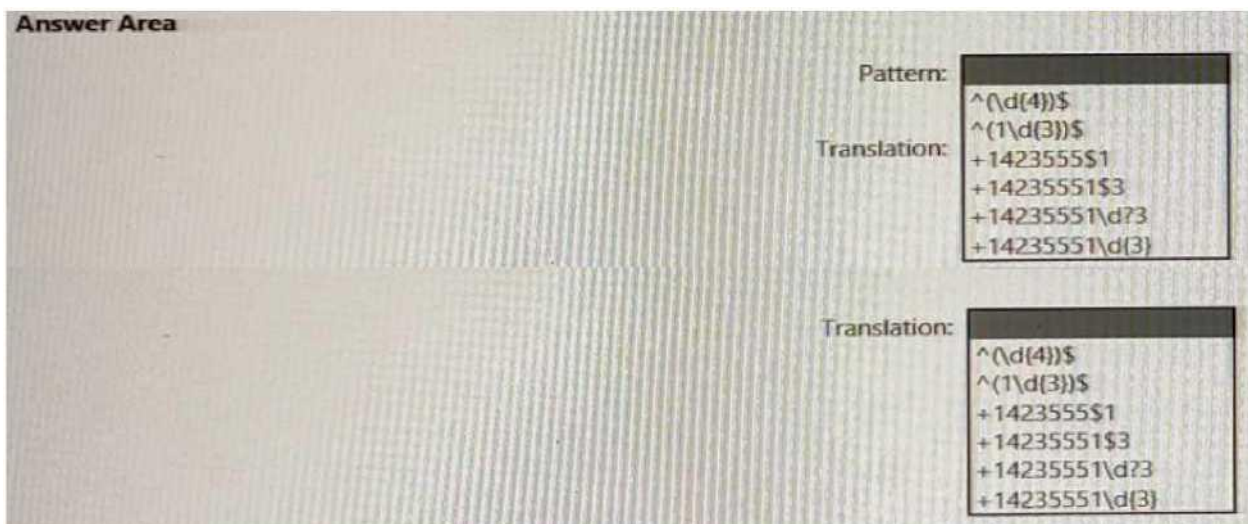 Answer Area
Pattern:
^(\d{4})$
^(1\d{3})$
Translation:
+1423555$1
+14235551$3
+14235551\d?3
+14235551\d{3}
Translation:
^(\d{4})$
^(1\d{3})$
+1423555$1
+14235551$3
+14235551\d?3
+14235551\d{3}